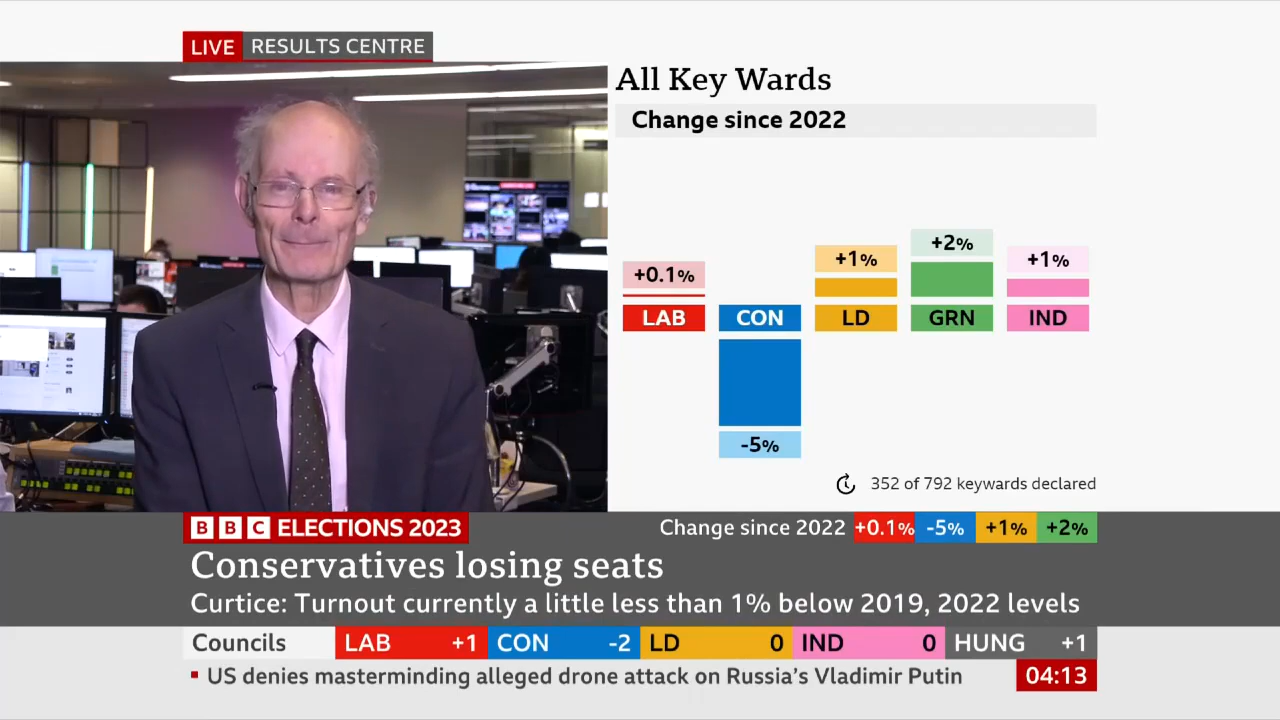 LIVE RESULTS CENTRE
All Key Wards
Change since 2022
+0.1%
+1%
+2%
+1%
LAB CON LD GRN IND
-5%
352 of 792 keywards declared
BBC ELECTIONS 2023
Change since 2022 +0.1% -5% +1% +2%
Conservatives losing seats
Curtice: Turnout currently a little less than 1% below 2019, 2022 levels
Councils LAB +1 CON -2 LD 0 IND 0 HUNG +1
US denies masterminding alleged drone attack on Russia's Vladimir Putin 04:13